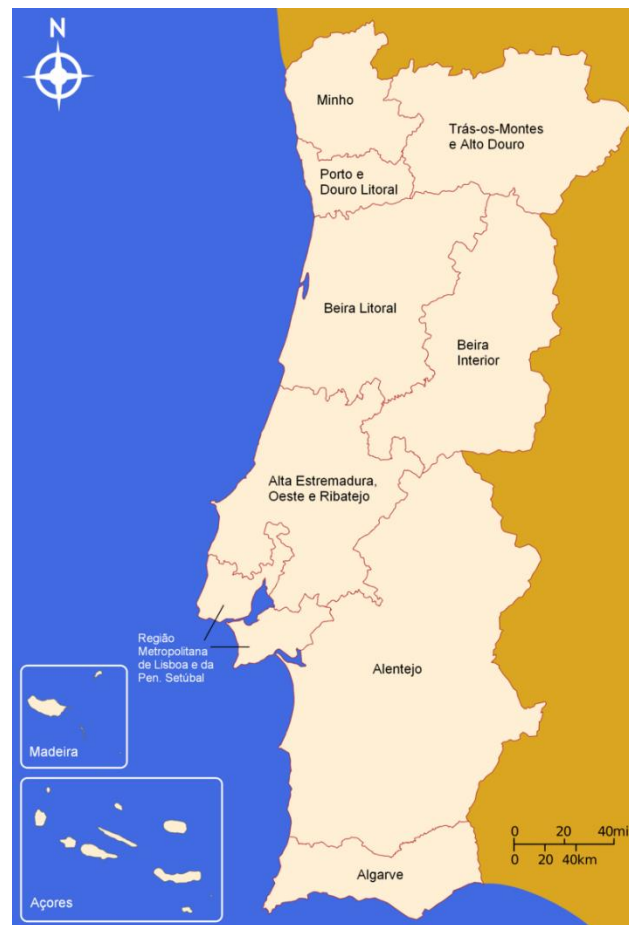 N
Minho
Trás-os-Montes
e Alto Douro
Porto e
Douro Litoral
Beira Litoral
Beira
Interior
Alta Estremadura,
Oeste e Ribatejo
Região
Metropolitana
de Lisboa e da
Pen. Setúbal
Alentejo
Madeira
0 20 40mi
0 20 40km
Algarve
Açores